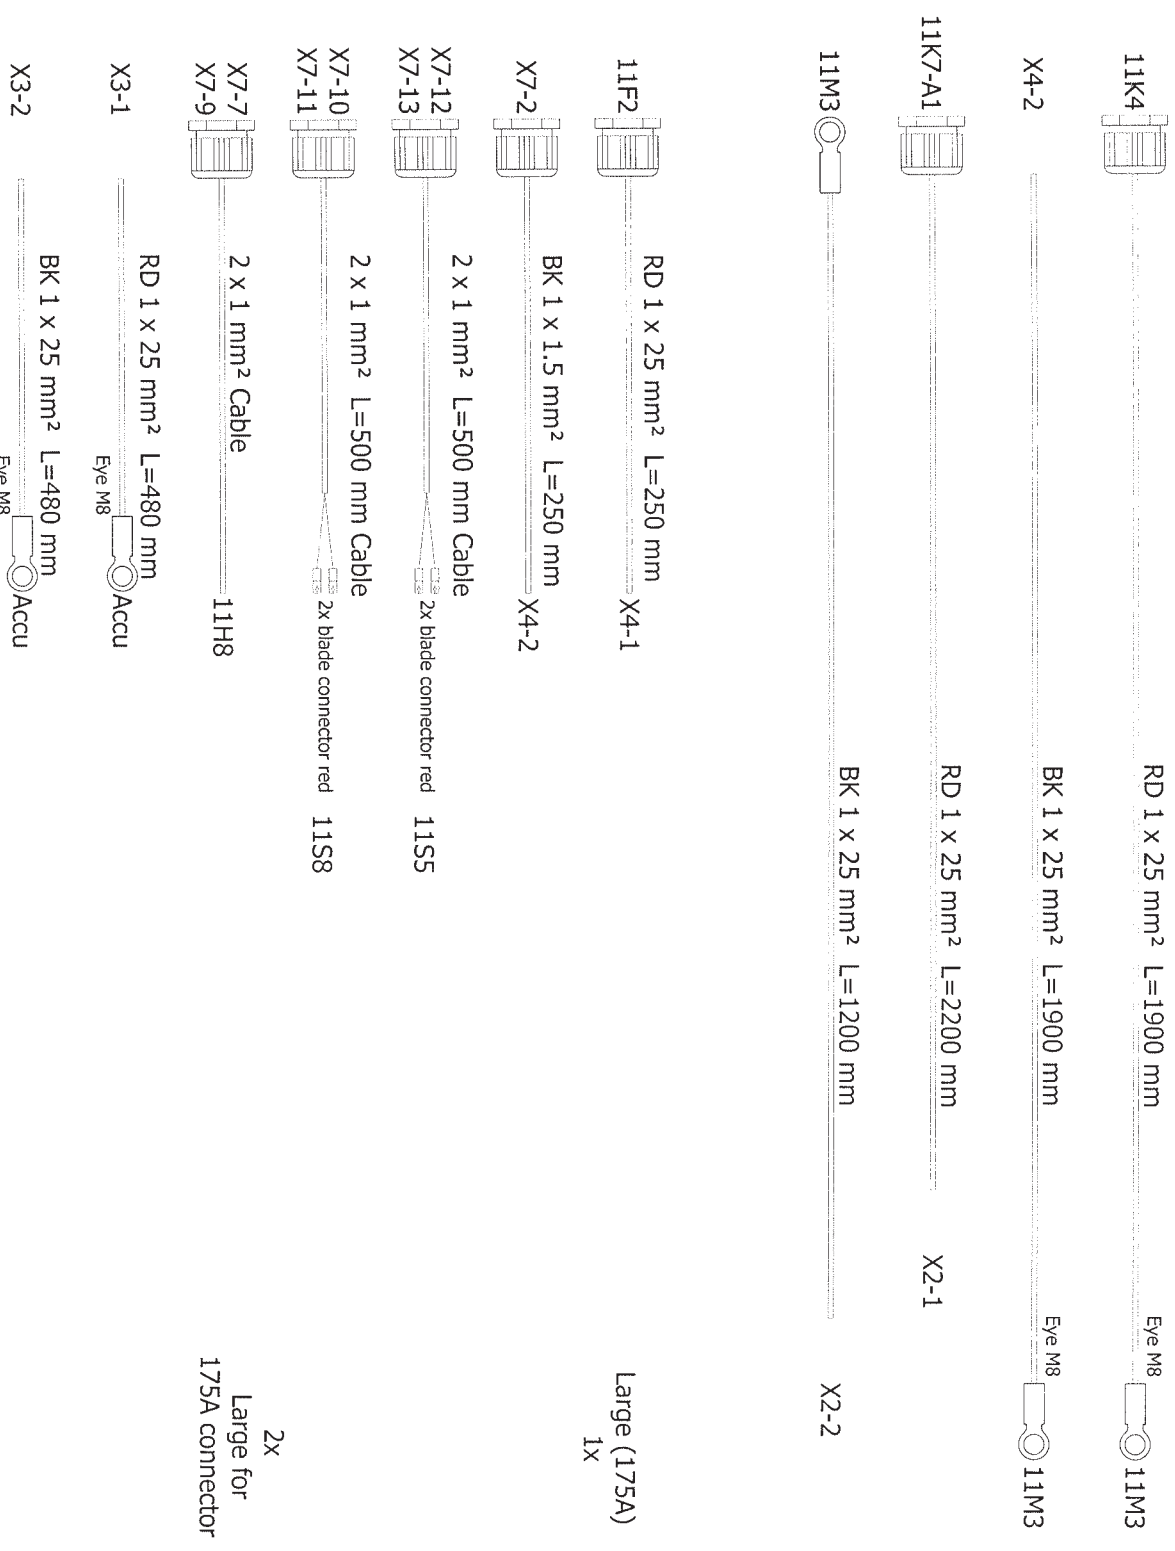 11K4
RD 1 x 25 mm² L=1900 mm
Eye M8
11M3
X4-2
BK 1 x 25 mm² L=1900 mm
Eye M8
11M3
11K7-A1
RD 1 x 25 mm² L=2200 mm
X2-1
11M3
BK 1 x 25 mm² L=1200 mm
X2-2
11F2
RD 1 x 25 mm² L=250 mm
X4-1
Large (175A)
1x
X7-2
BK 1 x 1.5 mm² L=250 mm
X4-2
X7-12
X7-13
2 x 1 mm² L=500 mm Cable
2x blade connector red
11S5
X7-10
X7-11
2 x 1 mm² L=500 mm Cable
2x blade connector red
11S8
X7-7
X7-9
2 x 1 mm² Cable
11H8
2x
Large for
175A connector
X3-1
RD 1 x 25 mm² L=480 mm
Eye M8
Accu
X3-2
BK 1 x 25 mm² L=480 mm
Eye M8
Accu